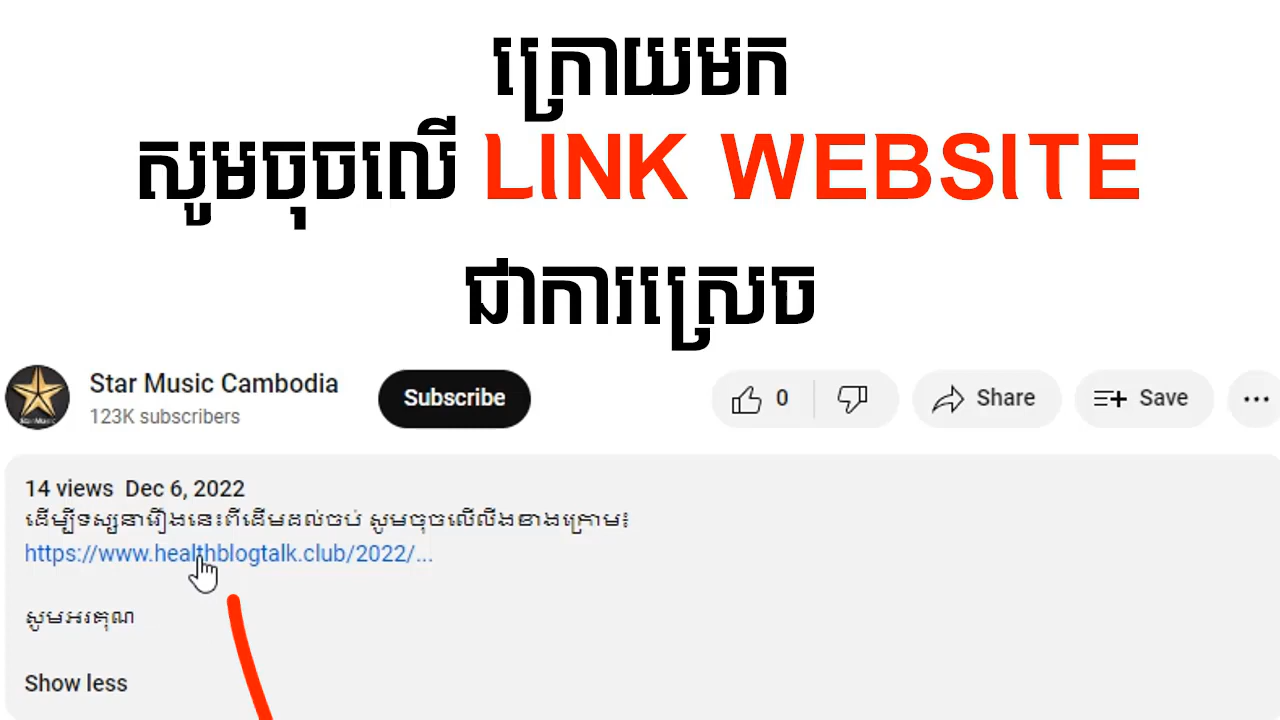 ក្រោយមក
សូមចុចលើ LINK WEBSITE
ជាការស្រេច
Star Music Cambodia
123K subscribers
Subscribe
0
Share
Save
14 views Dec 6, 2022
ដើម្បីទស្សនារឿងនេះពីដើមដល់ចប់ សូមចុចលើលីងខាងក្រោម៖
https://www.healthblogtalk.club/2022/...
សូមអរគុណ
Show less